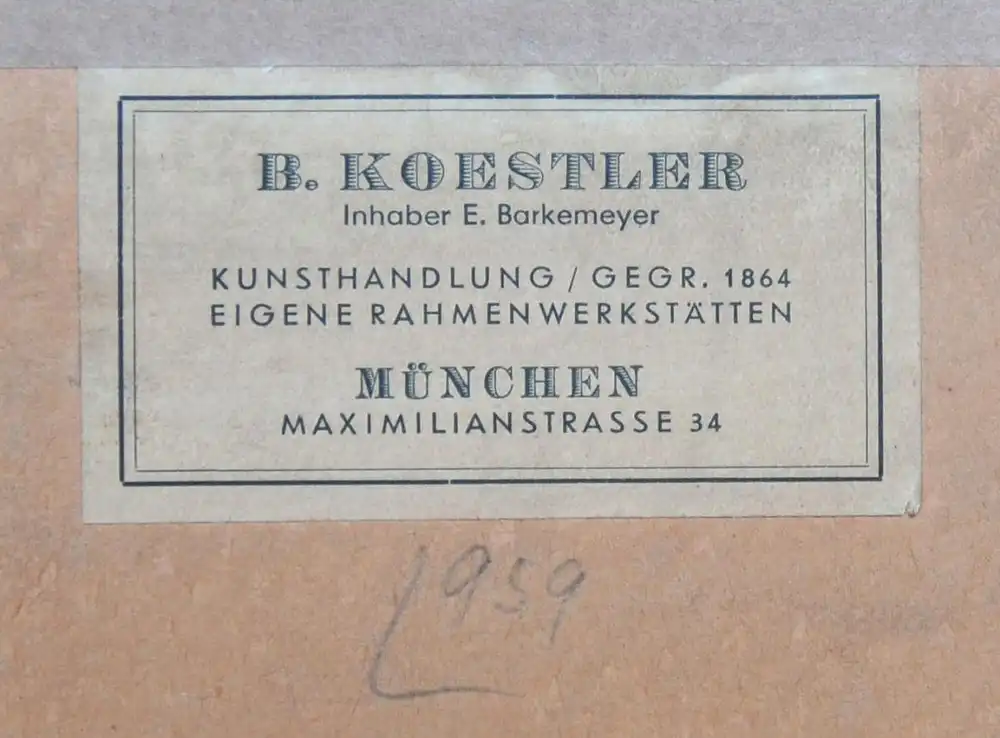 B. KOESTLER
Inhaber E. Barkemeyer
KUNSTHANDLUNG / GEGR. 1864
EIGENE RAHMENWERKSTÄTTEN
MÜNCHEN
MAXIMILIANSTRASSE 34
1959